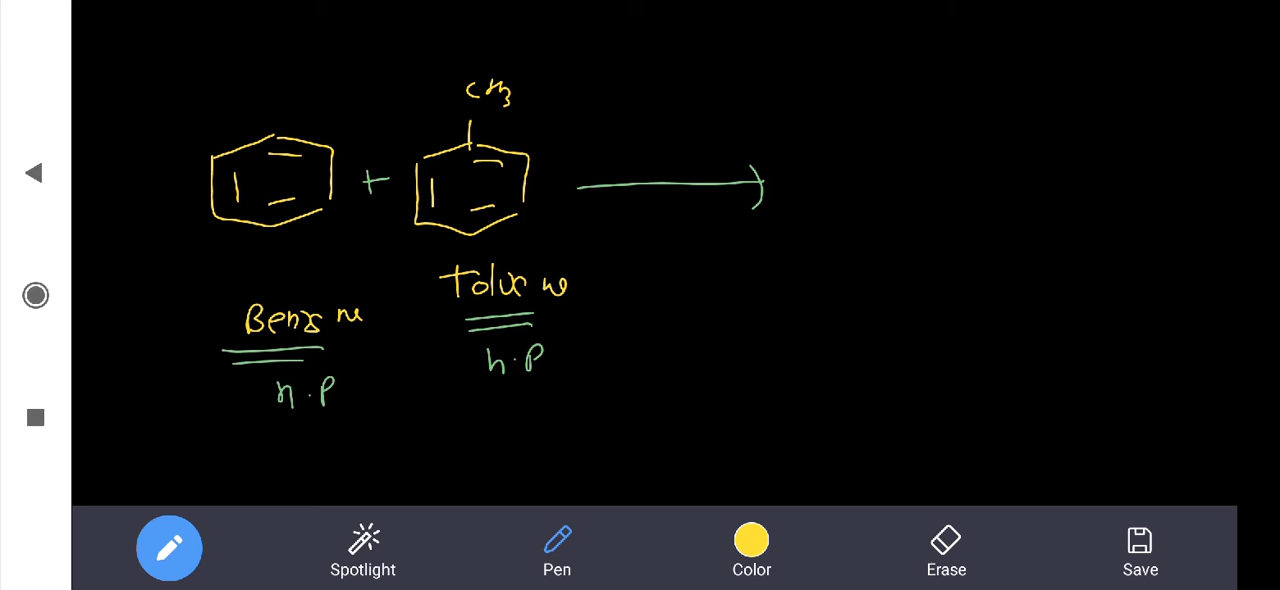 CH3
+
Toluene
Benzene
n.p
n.p
Spotlight
Pen
Color
Erase
Save